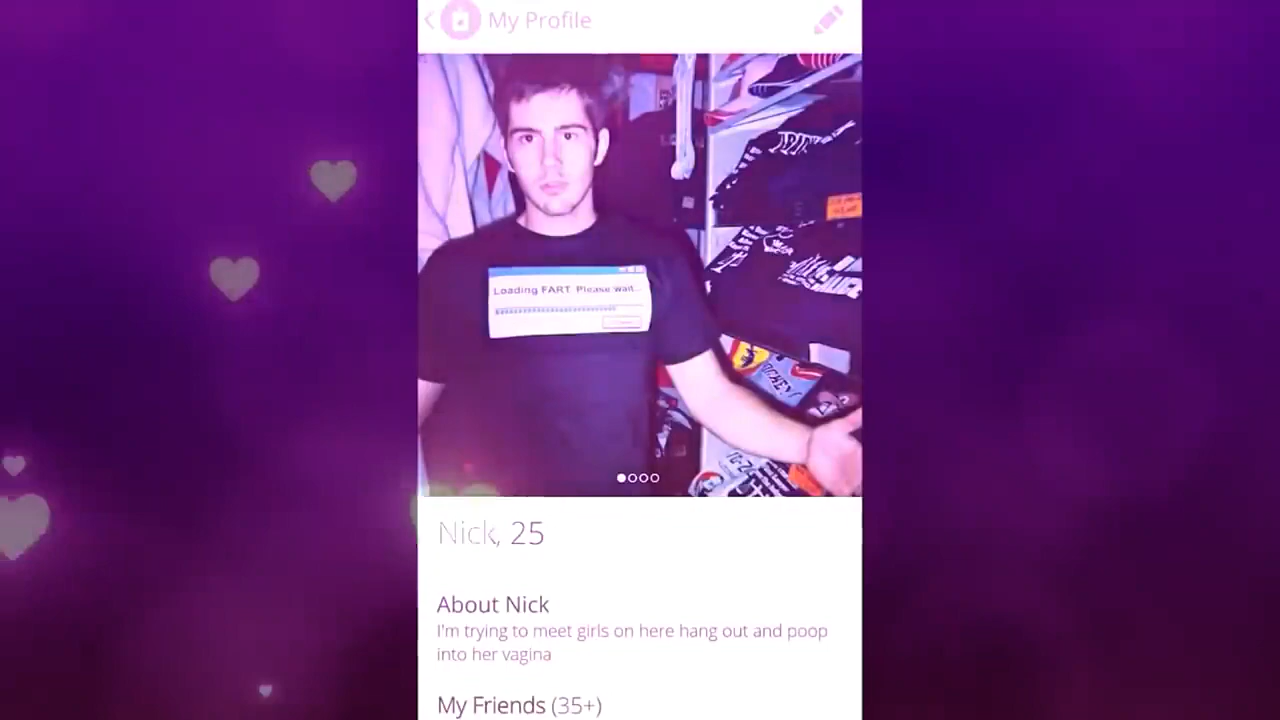 My Profile
Loading FART. Please wait...
Nick, 25
About Nick
I'm trying to meet girls on here hang out and poop
into her vagina
My Friends (35+)